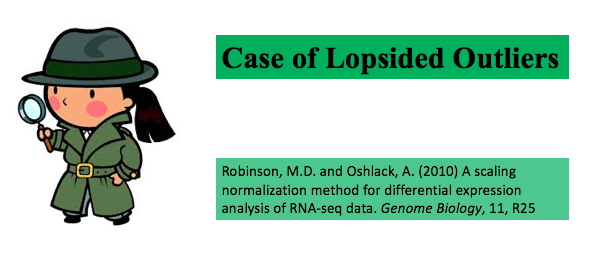 Case of Lopsided Outliers
Robinson, M.D. and Oshlack, A. (2010) A scaling
normalization method for differential expression
analysis of RNA-seq data. Genome Biology, 11, R25